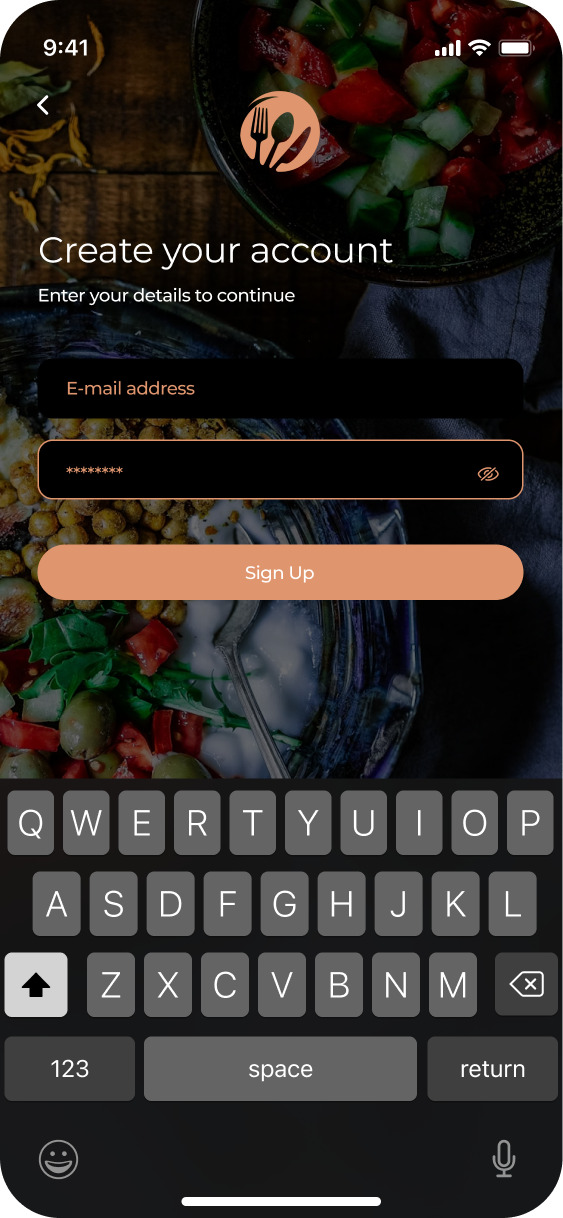 9:41
Create your account
Enter your details to continue
E-mail address
********
Sign Up
Q W E R T Y U I O P
A S D F G H J K L
Z X C V B N M
123 space return